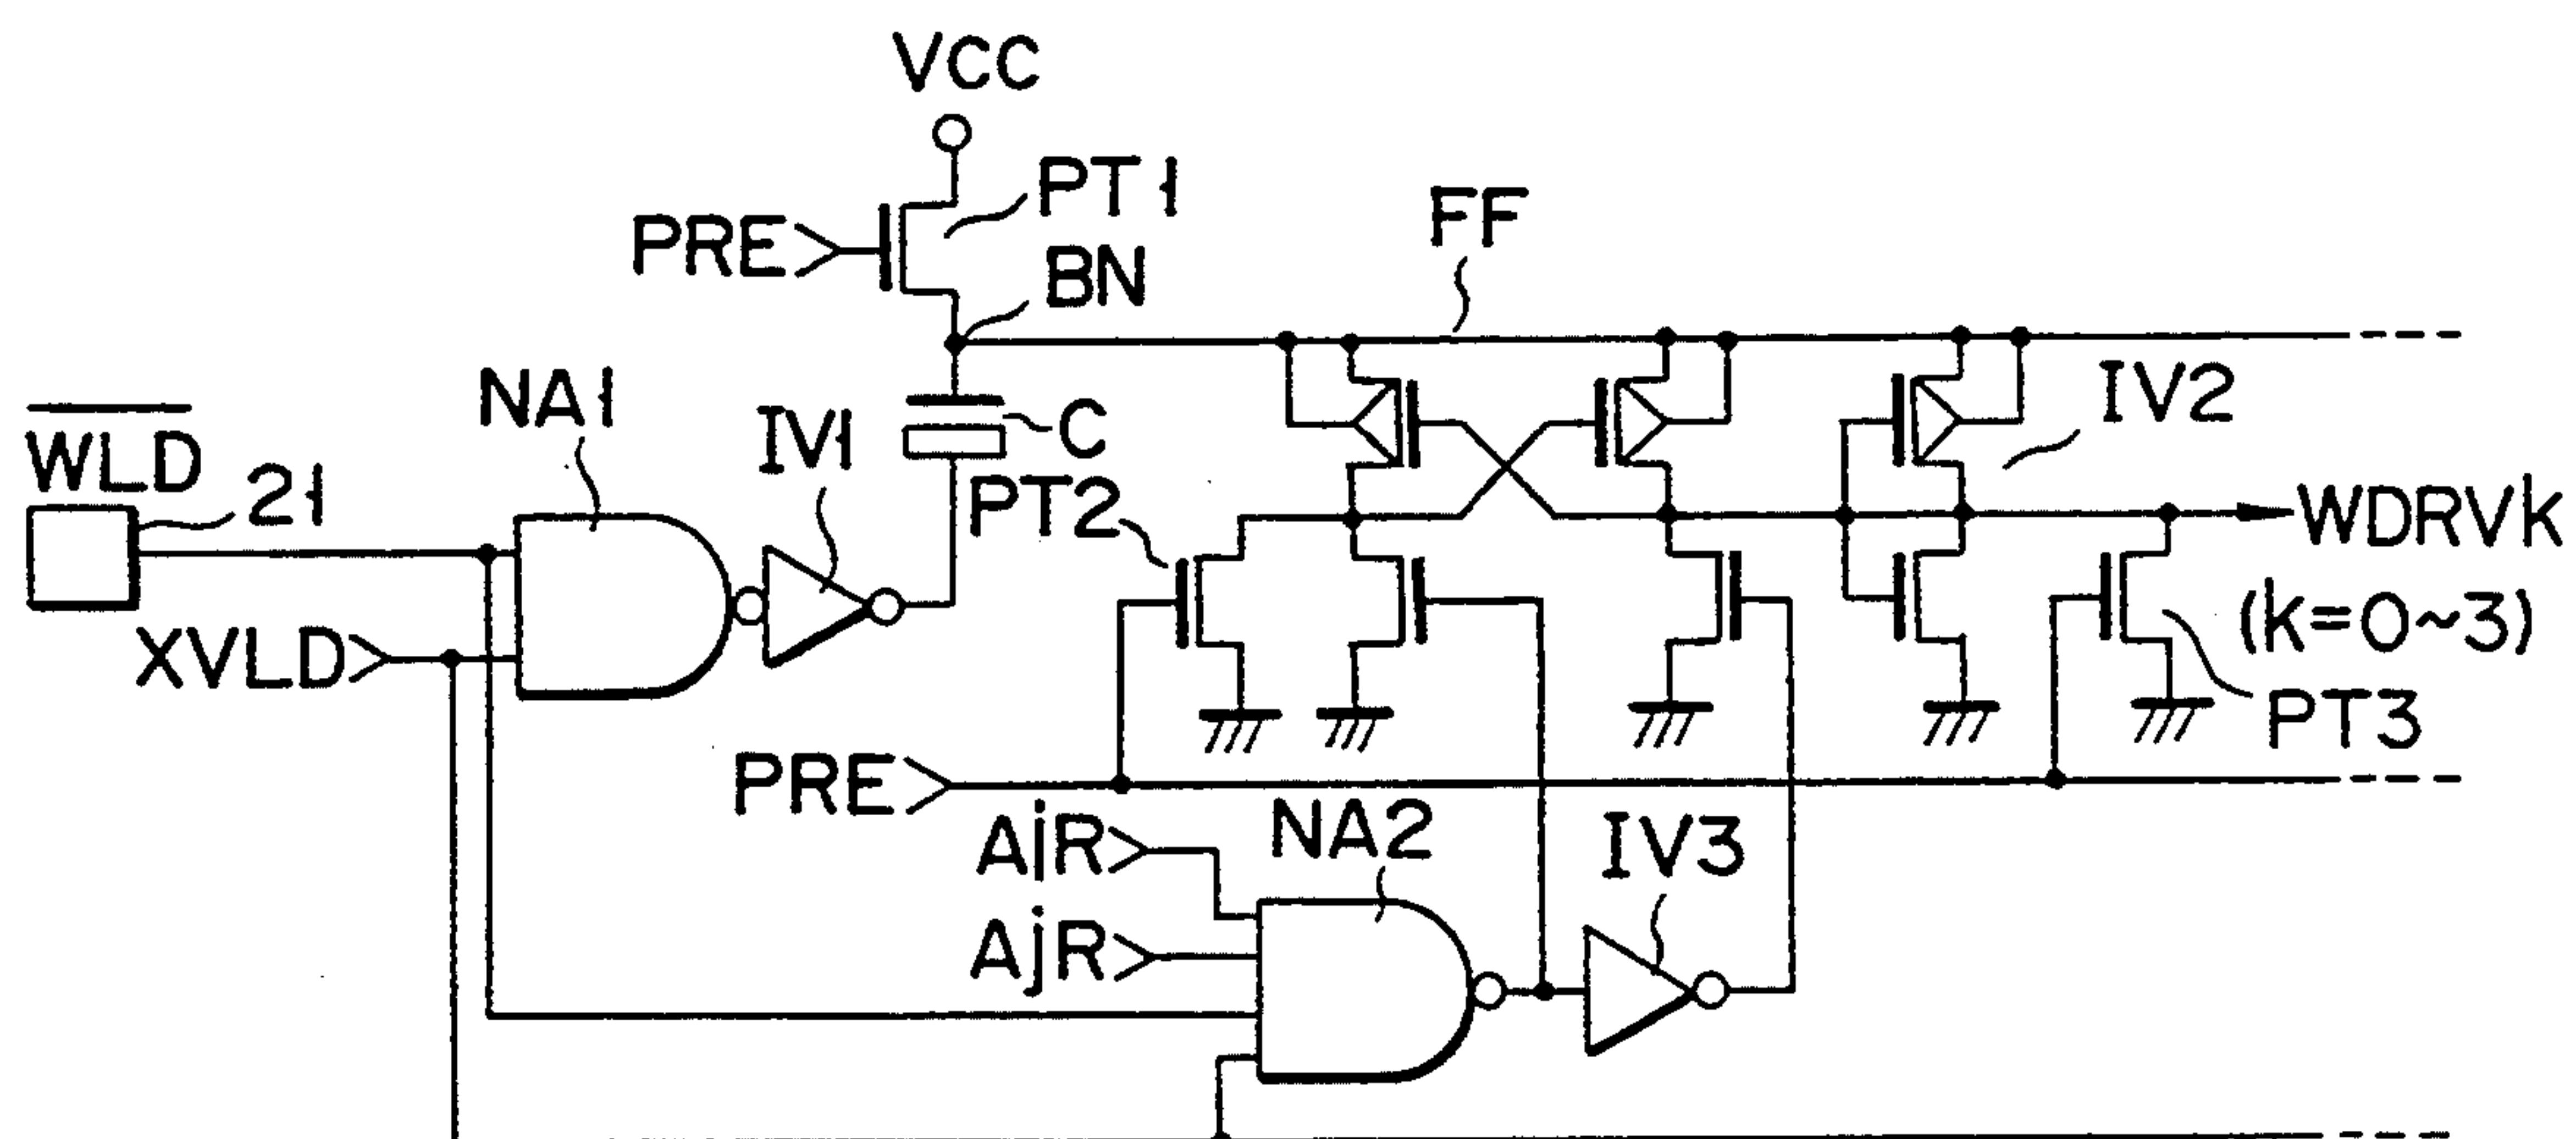 VCC
PT1
PRE
BN
FF
NA1
IV1
C
IV2
WLD
21
PT2
WDRVk
XVLD
(k=0~3)
PT3
PRE
AiR
NA2
IV3
AjR